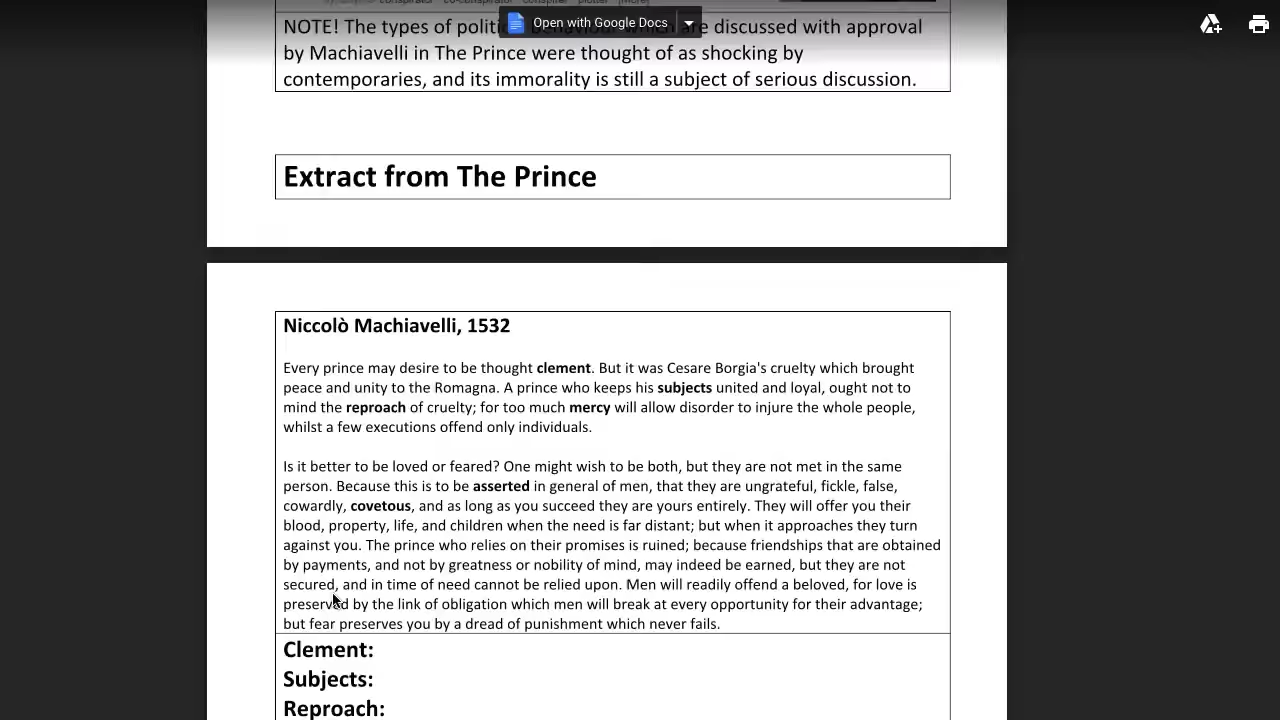 conspirator co-conspirator conspirer plotter [more]
Open with Google Docs
NOTE! The types of politi are discussed with approval
by Machiavelli in The Prince were thought of as shocking by
contemporaries, and its immorality is still a subject of serious discussion.
Extract from The Prince
Niccolò Machiavelli, 1532
Every prince may desire to be thought clement. But it was Cesare Borgia's cruelty which brought
peace and unity to the Romagna. A prince who keeps his subjects united and loyal, ought not to
mind the reproach of cruelty; for too much mercy will allow disorder to injure the whole people,
whilst a few executions offend only individuals.
Is it better to be loved or feared? One might wish to be both, but they are not met in the same
person. Because this is to be asserted in general of men, that they are ungrateful, fickle, false,
cowardly, covetous, and as long as you succeed they are yours entirely. They will offer you their
blood, property, life, and children when the need is far distant; but when it approaches they turn
against you. The prince who relies on their promises is ruined; because friendships that are obtained
by payments, and not by greatness or nobility of mind, may indeed be earned, but they are not
secured, and in time of need cannot be relied upon. Men will readily offend a beloved, for love is
preserved by the link of obligation which men will break at every opportunity for their advantage;
but fear preserves you by a dread of punishment which never fails.
Clement:
Subjects:
Reproach: